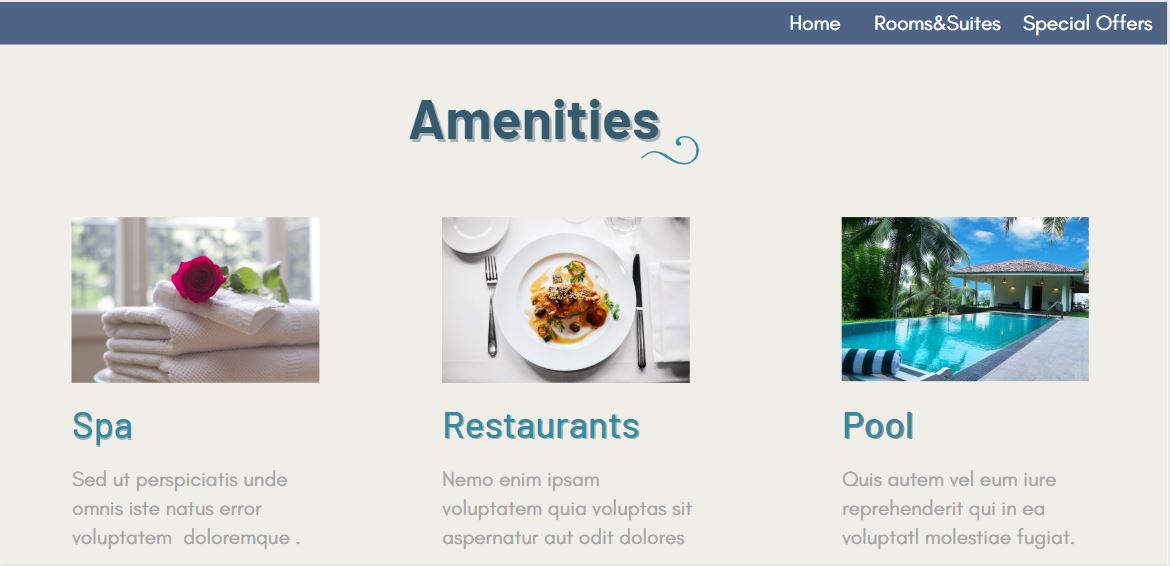 Home Rooms&Suites Special Offers
Amenities
Spa
Sed ut perspiciatis unde
omnis iste natus error
voluptatem doloremque .
Restaurants
Nemo enim ipsam
voluptatem quia voluptas sit
aspernatur aut odit dolores
Pool
Quis autem vel eum iure
reprehenderit qui in ea
voluptatl molestiae fugiat.